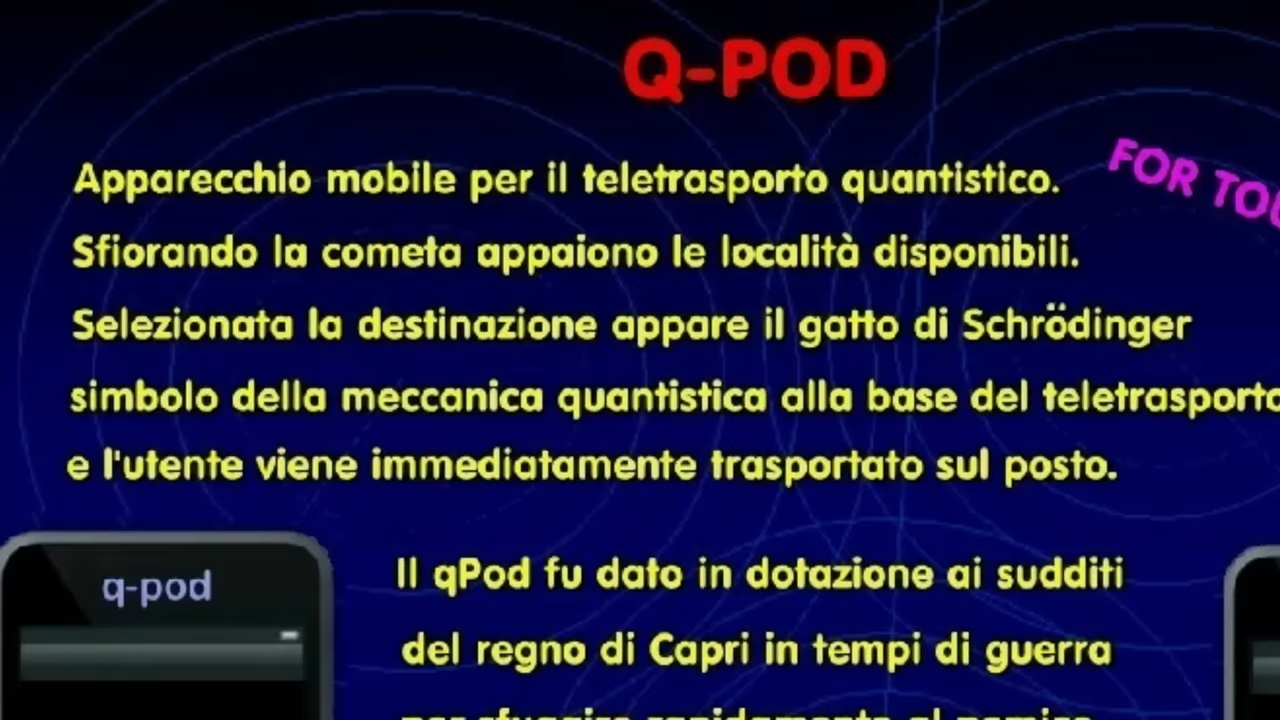 Q-POD
FOR
Apparecchio mobile per il teletrasporto quantistico.
Sfiorando la cometa appaiono le località disponibili.
Selezionata la destinazione appare il gatto di Schrödinger
simbolo della meccanica quantistica alla base del teletrasporto
e l'utente viene immediatamente trasportato sul posto.
q-pod
Il qPod fu dato in dotazione ai sudditi
del regno di Capri in tempi di guerra